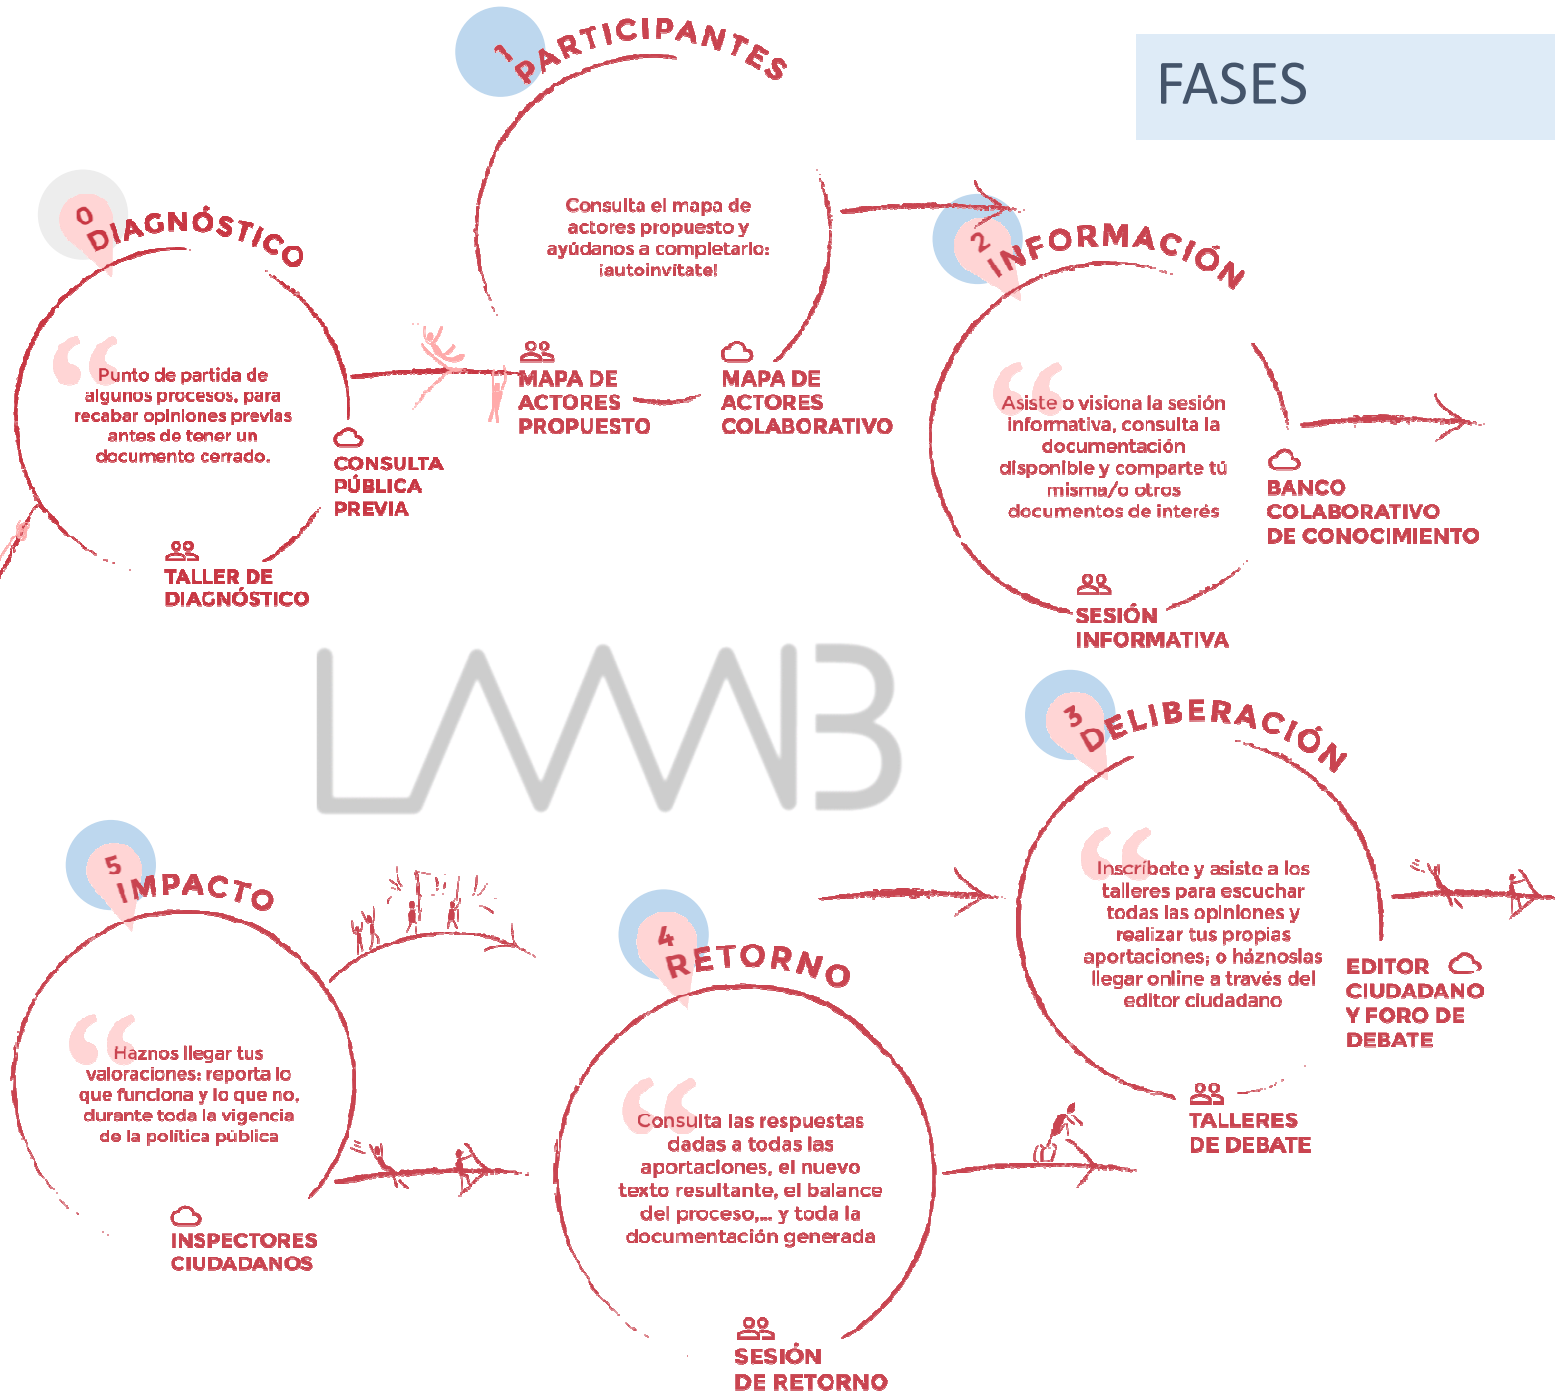 FASES
0
DIAGNÓSTICO
Punto de partida de
algunos procesos, para
recabar opiniones previas
antes de tener un
documento cerrado.
CONSULTA
PÚBLICA
PREVIA
TALLER DE
DIAGNÓSTICO
1
PARTICIPANTES
Consulta el mapa de
actores propuesto y
ayúdanos a completarlo:
¡autoinvítate!
MAPA DE
ACTORES
PROPUESTO
MAPA DE
ACTORES
COLABORATIVO
2
INFORMACIÓN
Asiste o visiona la sesión
informativa, consulta la
documentación
disponible y comparte tú
misma/o otros
documentos de interés
BANCO
COLABORATIVO
DE CONOCIMIENTO
SESIÓN
INFORMATIVA
LAAAB
3
DELIBERACIÓN
Inscríbete y asiste a los
talleres para escuchar
todas las opiniones y
realizar tus propias
aportaciones; o háznoslas
llegar online a través del
editor ciudadano
EDITOR
CIUDADANO
Y FORO DE
DEBATE
TALLERES
DE DEBATE
4
RETORNO
Consulta las respuestas
dadas a todas las
aportaciones, el nuevo
texto resultante, el balance
del proceso,... y toda la
documentación generada
SESIÓN
DE RETORNO
5
IMPACTO
Haznos llegar tus
valoraciones: reporta lo
que funciona y lo que no,
durante toda la vigencia
de la política pública
INSPECTORES
CIUDADANOS